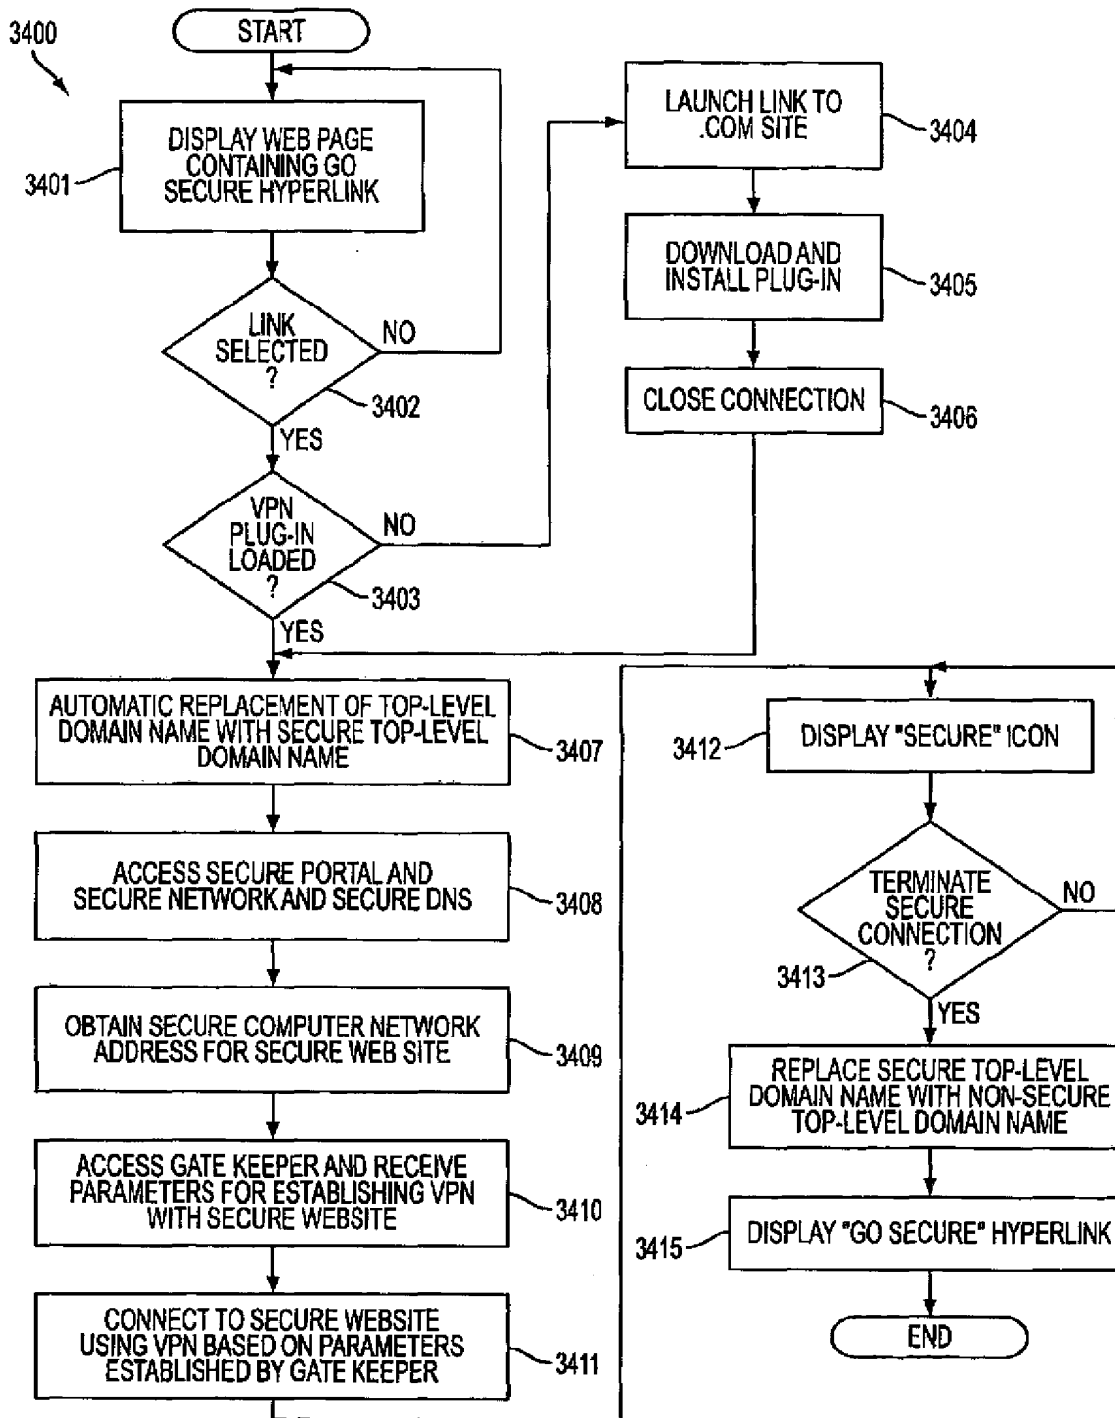 3400
START
3401
DISPLAY WEB PAGE
CONTAINING GO
SECURE HYPERLINK
LINK
SELECTED
?
NO
3402
YES
VPN
PLUG-IN
LOADED
?
NO
3403
YES
LAUNCH LINK TO
.COM SITE
3404
DOWNLOAD AND
INSTALL PLUG-IN
3405
CLOSE CONNECTION
3406
AUTOMATIC REPLACEMENT OF TOP-LEVEL
DOMAIN NAME WITH SECURE TOP-LEVEL
DOMAIN NAME
3407
ACCESS SECURE PORTAL AND
SECURE NETWORK AND SECURE DNS
3408
OBTAIN SECURE COMPUTER NETWORK
ADDRESS FOR SECURE WEB SITE
3409
ACCESS GATE KEEPER AND RECEIVE
PARAMETERS FOR ESTABLISHING VPN
WITH SECURE WEBSITE
3410
CONNECT TO SECURE WEBSITE
USING VPN BASED ON PARAMETERS
ESTABLISHED BY GATE KEEPER
3411
3412
DISPLAY "SECURE" ICON
TERMINATE
SECURE
CONNECTION
?
NO
3413
YES
3414
REPLACE SECURE TOP-LEVEL
DOMAIN NAME WITH NON-SECURE
TOP-LEVEL DOMAIN NAME
3415
DISPLAY "GO SECURE" HYPERLINK
END